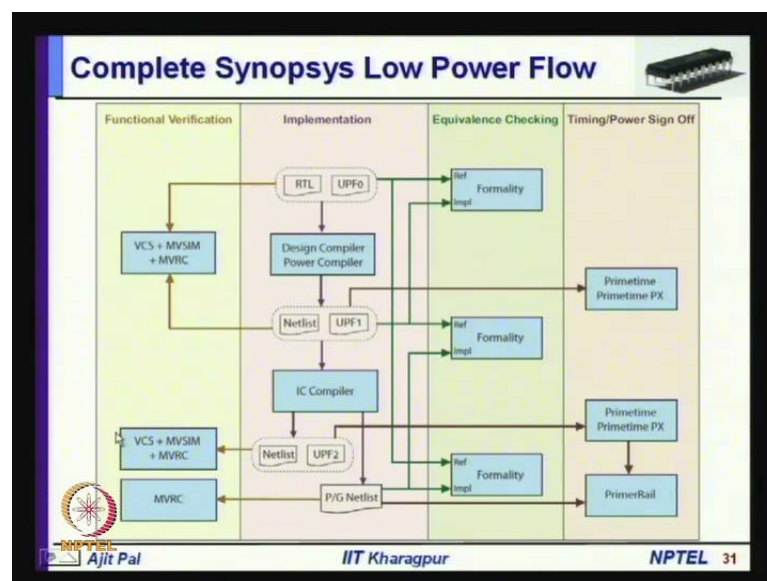 Complete Synopsys Low Power Flow
Functional Verification
Implementation
Equivalence Checking
Timing/Power Sign Off
RTL
UPF0
Ref
Formality
Impl
VCS + MVSIM
+ MVRC
Design Compiler
Power Compiler
Primetime
Primetime PX
Netlist
UPF1
Ref
Formality
Impl
IC Compiler
Primetime
Primetime PX
VCS + MVSIM
+ MVRC
Netlist
UPF2
Ref
Formality
Impl
MVRC
P/G Netlist
PrimerRail
NPTEL
Ajit Pal
IIT Kharagpur
NPTEL 31